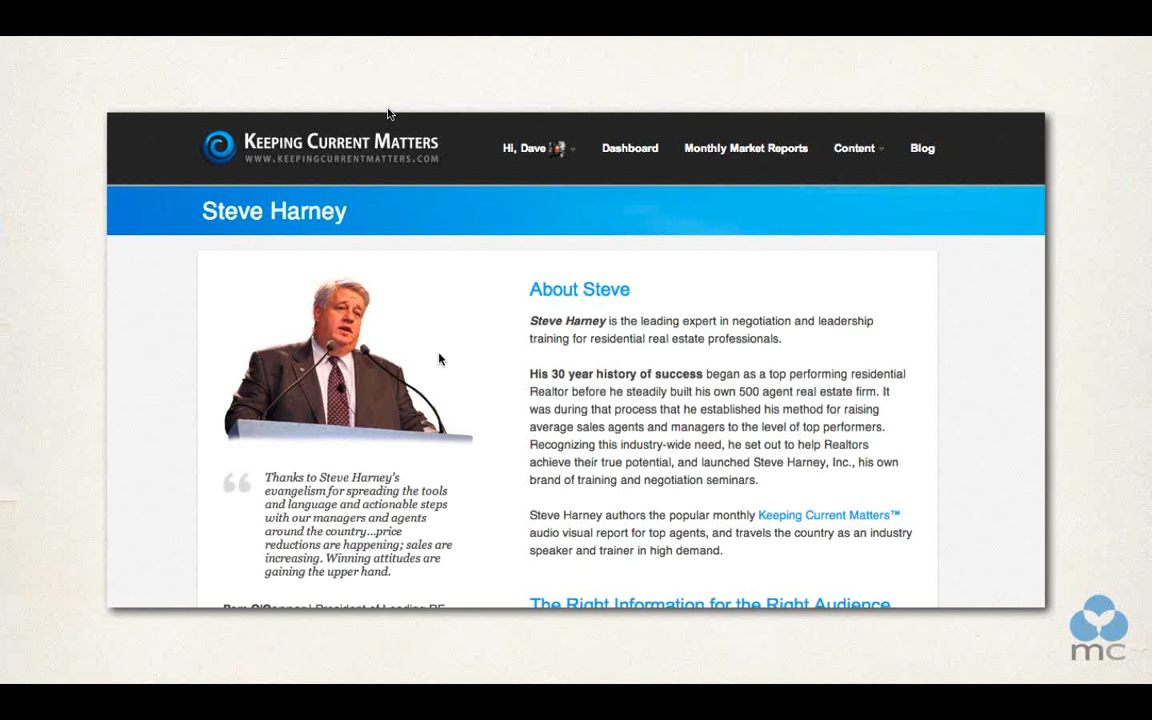 KEEPING CURRENT MATTERS
WWW.KEEPINGCURRENTMATTERS.COM
Hi, Dave
Dashboard
Monthly Market Reports
Content
Blog
Steve Harney
Thanks to Steve Harney's
evangelism for spreading the tools
and language and actionable steps
with our managers and agents
around the country...price
reductions are happening; sales are
increasing. Winning attitudes are
gaining the upper hand.
About Steve
Steve Harney is the leading expert in negotiation and leadership
training for residential real estate professionals.
His 30 year history of success began as a top performing residential
Realtor before he steadily built his own 500 agent real estate firm. It
was during that process that he established his method for raising
average sales agents and managers to the level of top performers.
Recognizing this industry-wide need, he set out to help Realtors
achieve their true potential, and launched Steve Harney, Inc., his own
brand of training and negotiation seminars.
Steve Harney authors the popular monthly Keeping Current Matters™
audio visual report for top agents, and travels the country as an industry
speaker and trainer in high demand.
The Right Information for the Right Audience
mc